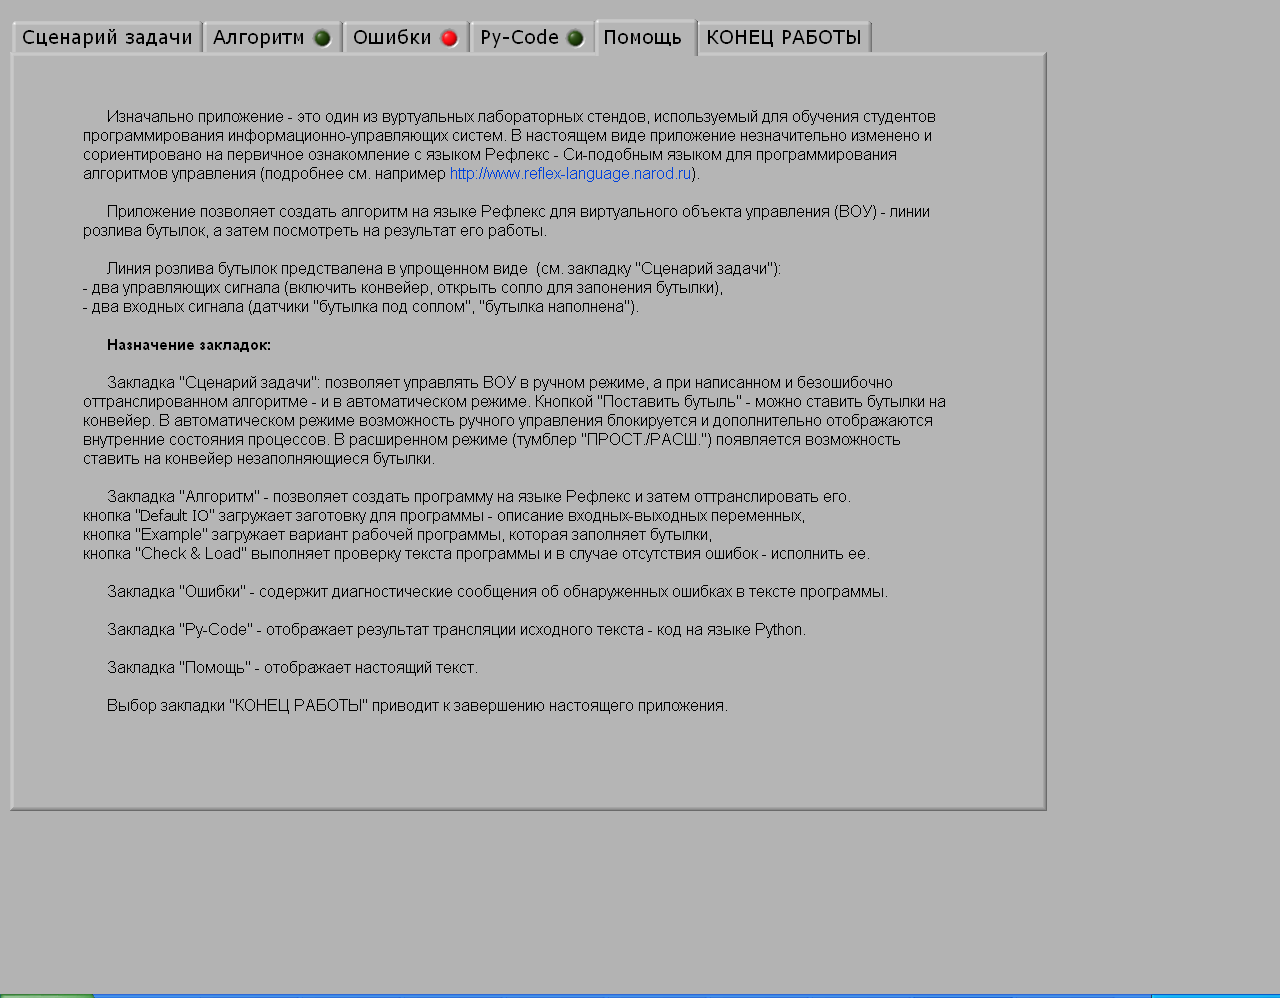 Сценарий задачи Алгоритм Ошибки Py-Code Помощь КОНЕЦ РАБОТЫ
Изначально приложение - это один из вуртуальных лабораторных стендов, используемый для обучения студентов
программирования информационно-управляющих систем. В настоящем виде приложение незначительно изменено и
сориентировано на первичное ознакомление с языком Рефлекс - Си-подобным языком для программирования
алгоритмов управления (подробнее см. например http://www.reflex-language.narod.ru).
Приложение позволяет создать алгоритм на языке Рефлекс для виртуального объекта управления (ВОУ) - линии
розлива бутылок, а затем посмотреть на результат его работы.
Линия розлива бутылок предствалена в упрощенном виде (см. закладку "Сценарий задачи"):
- два управляющих сигнала (включить конвейер, открыть сопло для запонения бутылки),
- два входных сигнала (датчики "бутылка под соплом", "бутылка наполнена").
Назначение закладок:
Закладка "Сценарий задачи": позволяет управлять ВОУ в ручном режиме, а при написанном и безошибочно
оттранслированном алгоритме - и в автоматическом режиме. Кнопкой "Поставить бутыль" - можно ставить бутылки на
конвейер. В автоматическом режиме возможность ручного управления блокируется и дополнительно отображаются
внутренние состояния процессов. В расширенном режиме (тумблер "ПРОСТ./РАСШ.") появляется возможность
ставить на конвейер незаполняющиеся бутылки.
Закладка "Алгоритм" - позволяет создать программу на языке Рефлекс и затем оттранслировать его.
кнопка "Default IO" загружает заготовку для программы - описание входных-выходных переменных,
кнопка "Example" загружает вариант рабочей программы, которая заполняет бутылки,
кнопка "Check & Load" выполняет проверку текста программы и в случае отсутствия ошибок - исполнить ее.
Закладка "Ошибки" - содержит диагностические сообщения об обнаруженных ошибках в тексте программы.
Закладка "Py-Code" - отображает результат трансляции исходного текста - код на языке Python.
Закладка "Помощь" - отображает настоящий текст.
Выбор закладки "КОНЕЦ РАБОТЫ" приводит к завершению настоящего приложения.